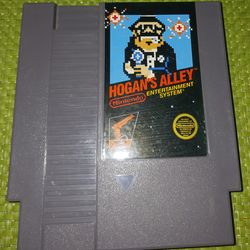 HOGAN'S ALLEY
Nintendo
ENTERTAINMENT
SYSTEM